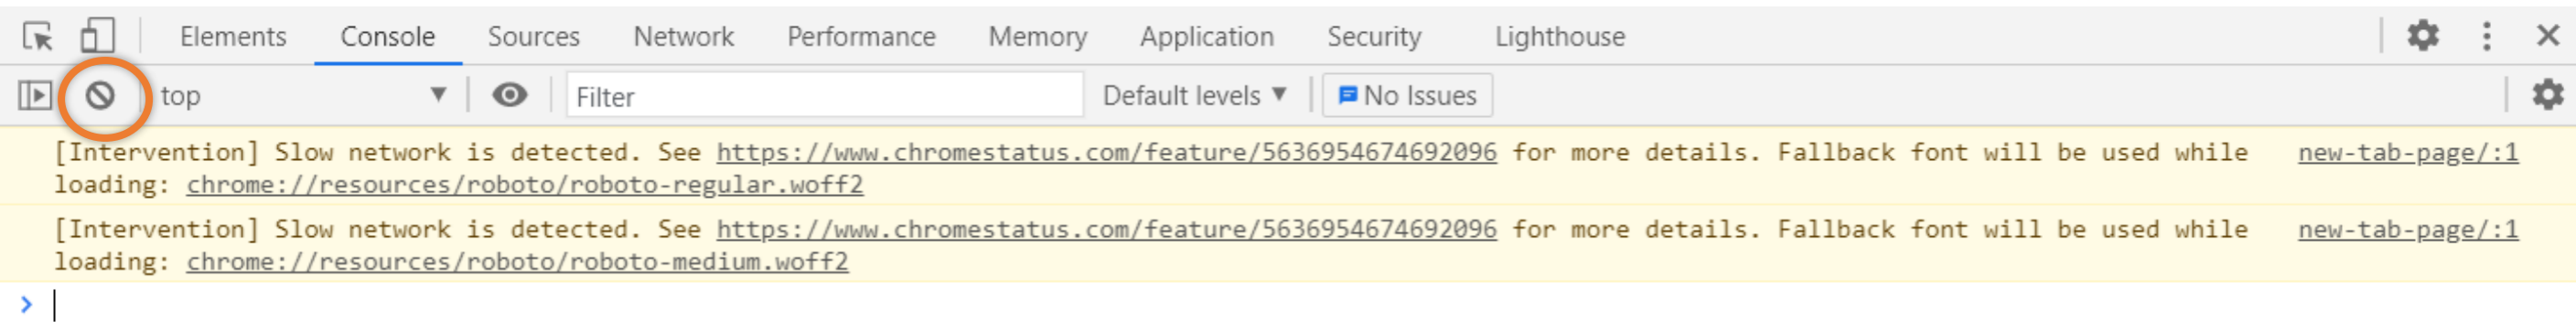 Elements Console Sources Network Performance Memory Application Security Lighthouse
top Filter Default levels No Issues
[Intervention] Slow network is detected. See https://www.chromestatus.com/feature/5636954674692096 for more details. Fallback font will be used while new-tab-page/:1
loading: chrome://resources/roboto/roboto-regular.woff2
[Intervention] Slow network is detected. See https://www.chromestatus.com/feature/5636954674692096 for more details. Fallback font will be used while new-tab-page/:1
loading: chrome://resources/roboto/roboto-medium.woff2